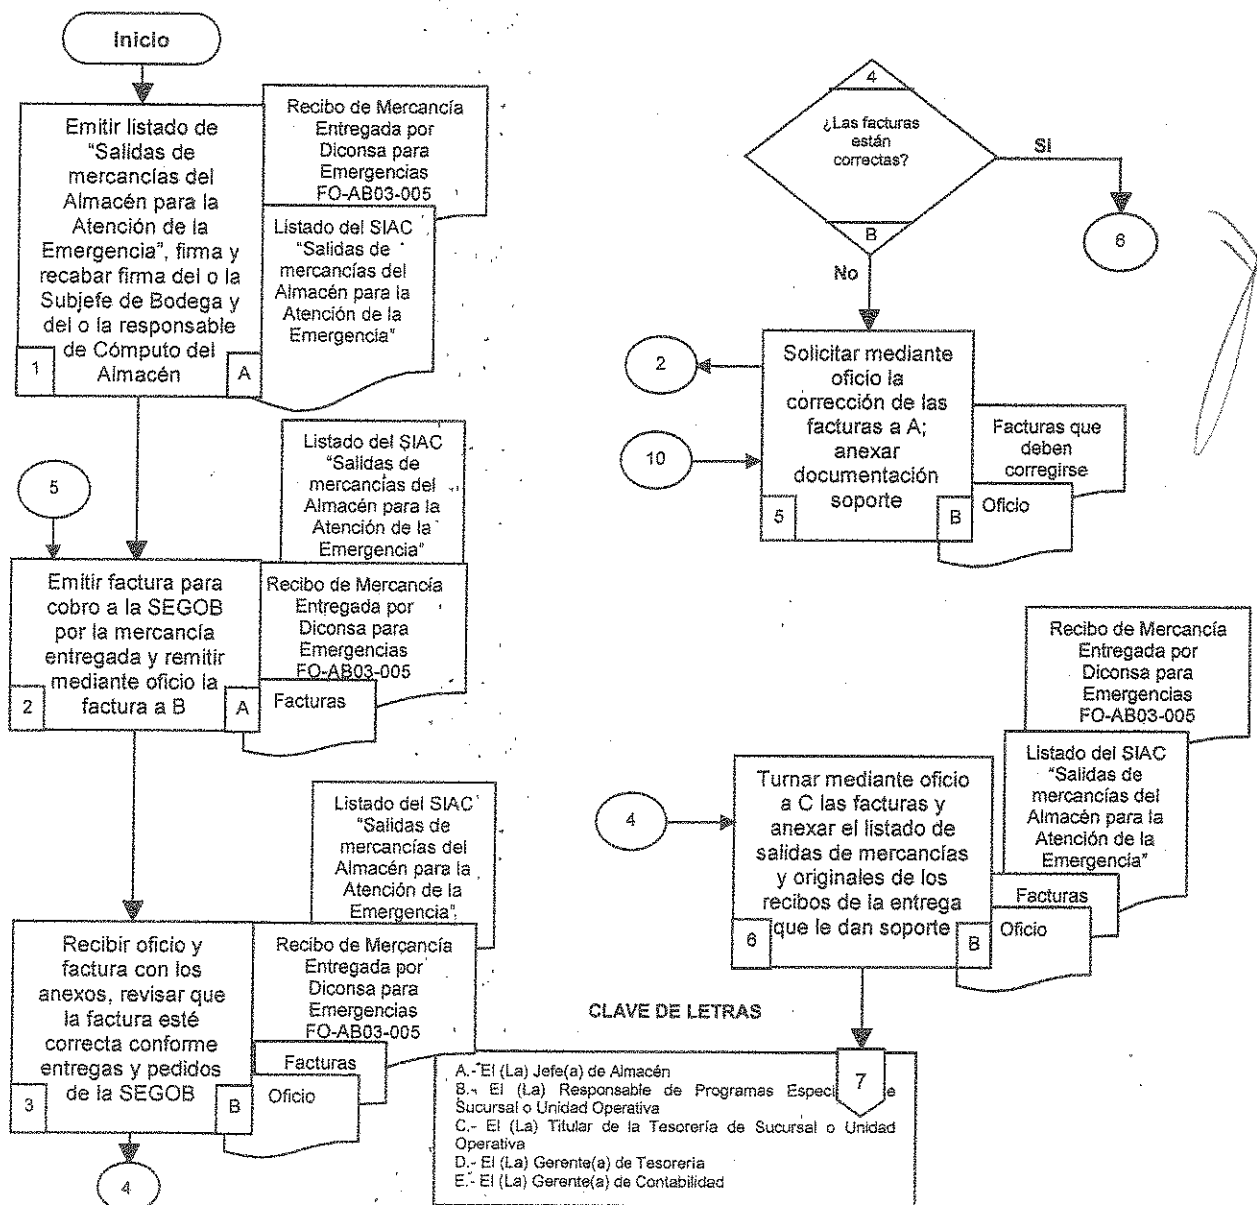 Inicio
Emitir listado de
"Salidas de
mercancías del
Almacén para la
Atención de la
Emergencia", firma y
recabar firma del o la
Subjefe de Bodega y
del o la responsable
de Cómputo del
Almacén
1
A
Recibo de Mercancía
Entregada por
Diconsa para
Emergencias
FO-AB03-005
Listado del SIAC
"Salidas de
mercancías del
Almacén para la
Atención de la
Emergencia"
5
Listado del SIAC
"Salidas de
mercancías del
Almacén para la
Atención de la
Emergencia"
Emitir factura para
cobro a la SEGOB
por la mercancía
entregada y remitir
mediante oficio la
factura a B
2
A
Recibo de Mercancía
Entregada por
Diconsa para
Emergencias
FO-AB03-005
Facturas
Listado del SIAC
"Salidas de
mercancías del
Almacén para la
Atención de la
Emergencia"
Recibir oficio y
factura con los
anexos, revisar que
la factura esté
correcta conforme
entregas y pedidos
de la SEGOB
3
B
Recibo de Mercancía
Entregada por
Diconsa para
Emergencias
FO-AB03-005
Facturas
Oficio
4
4
¿Las facturas
están
correctas?
B
SI
6
No
2
10
Solicitar mediante
oficio la
corrección de las
facturas a A;
anexar
documentación
soporte
5
B
Facturas que
deben
corregirse
Oficio
Recibo de Mercancía
Entregada por
Diconsa para
Emergencias
FO-AB03-005
Listado del SIAC
"Salidas de
mercancías del
Almacén para la
Atención de la
Emergencia"
4
Turnar mediante oficio
a C las facturas y
anexar el listado de
salidas de mercancías
y originales de los
recibos de la entrega
que le dan soporte
6
B
Facturas
Oficio
7
CLAVE DE LETRAS
A.- El (La) Jefe(a) de Almacén
B.- El (La) Responsable de Programas Especi e
Sucursal o Unidad Operativa
C.- El (La) Titular de la Tesorería de Sucursal o Unidad
Operativa
D.- El (La) Gerente(a) de Tesorería
E.- El (La) Gerente(a) de Contabilidad